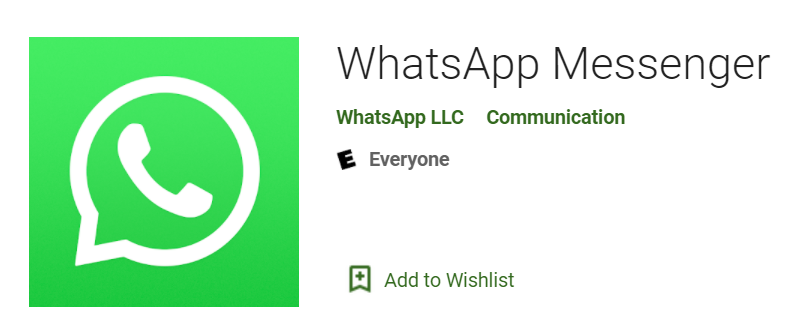 WhatsApp Messenger
WhatsApp LLC Communication
E Everyone
Add to Wishlist